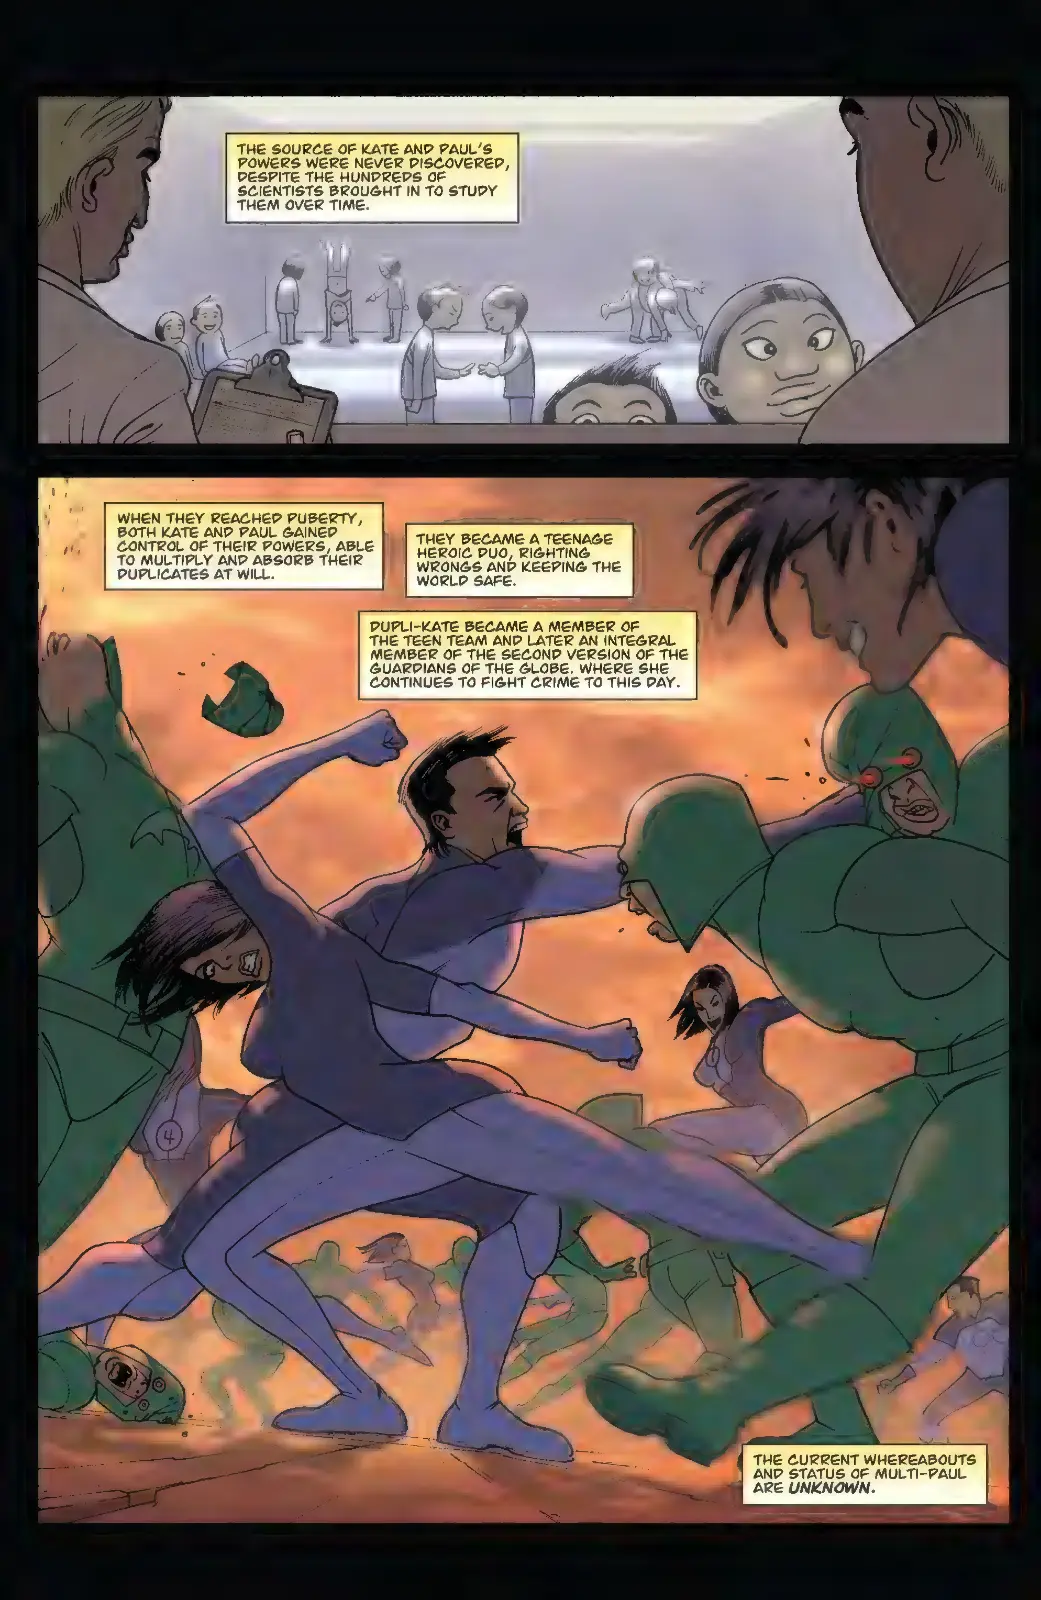 THE SOURCE OF KATE AND PAUL'S
POWERS WERE NEVER DISCOVERED,
DESPITE THE HUNDREDS OF
SCIENTISTS BROUGHT IN TO STUDY
THEM OVER TIME.
WHEN THEY REACHED PUBERTY,
BOTH KATE AND PAUL GAINED
CONTROL OF THEIR POWERS, ABLE
TO MULTIPLY AND ABSORB THEIR
DUPLICATES AT WILL.
THEY BECAME A TEENAGE
HEROIC DUO, RIGHTING
WRONGS AND KEEPING THE
WORLD SAFE.
DUPLI-KATE BECAME A MEMBER OF
THE TEEN TEAM AND LATER AN INTEGRAL
MEMBER OF THE SECOND VERSION OF THE
GUARDIANS OF THE GLOBE. WHERE SHE
CONTINUES TO FIGHT CRIME TO THIS DAY.
4
THE CURRENT WHEREABOUTS
AND STATUS OF MULTI-PAUL
ARE UNKNOWN.